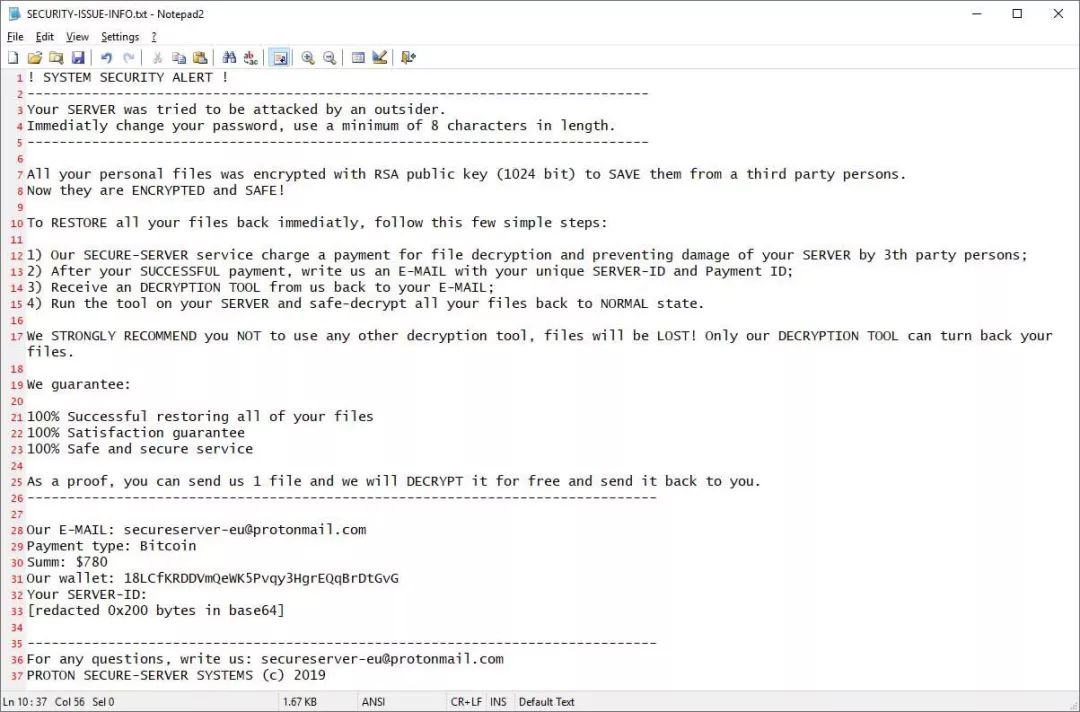 SECURITY-ISSUE-INFO.txt - Notepad2
File Edit View Settings ?
1 ! SYSTEM SECURITY ALERT !
2 -----------------------------------------------------------------------------
3 Your SERVER was tried to be attacked by an outsider.
4 Immediatly change your password, use a minimum of 8 characters in length.
5 -----------------------------------------------------------------------------
6
7 All your personal files was encrypted with RSA public key (1024 bit) to SAVE them from a third party persons.
8 Now they are ENCRYPTED and SAFE!
9
10 To RESTORE all your files back immediatly, follow this few simple steps:
11
12 1) Our SECURE-SERVER service charge a payment for file decryption and preventing damage of your SERVER by 3th party persons;
13 2) After your SUCCESSFUL payment, write us an E-MAIL with your unique SERVER-ID and Payment ID;
14 3) Receive an DECRYPTION TOOL from us back to your E-MAIL;
15 4) Run the tool on your SERVER and safe-decrypt all your files back to NORMAL state.
16
17 We STRONGLY RECOMMEND you NOT to use any other decryption tool, files will be LOST! Only our DECRYPTION TOOL can turn back your
files.
18
19 We guarantee:
20
21 100% Successful restoring all of your files
22 100% Satisfaction guarantee
23 100% Safe and secure service
24
25 As a proof, you can send us 1 file and we will DECRYPT it for free and send it back to you.
26 ------------------------------------------------------------------------------
27
28 Our E-MAIL: secureserver-eu@protonmail.com
29 Payment type: Bitcoin
30 Summ: $780
31 Our wallet: 18LCfKRDDVmQeWK5Pvqy3HgrEQqBrDtGvG
32 Your SERVER-ID:
33 [redacted 0x200 bytes in base64]
34
35 ------------------------------------------------------------------------------
36 For any questions, write us: secureserver-eu@protonmail.com
37 PROTON SECURE-SERVER SYSTEMS (c) 2019
Ln 10 : 37 Col 56 Sel 0 1.67 KB ANSI CR+LF INS Default Text